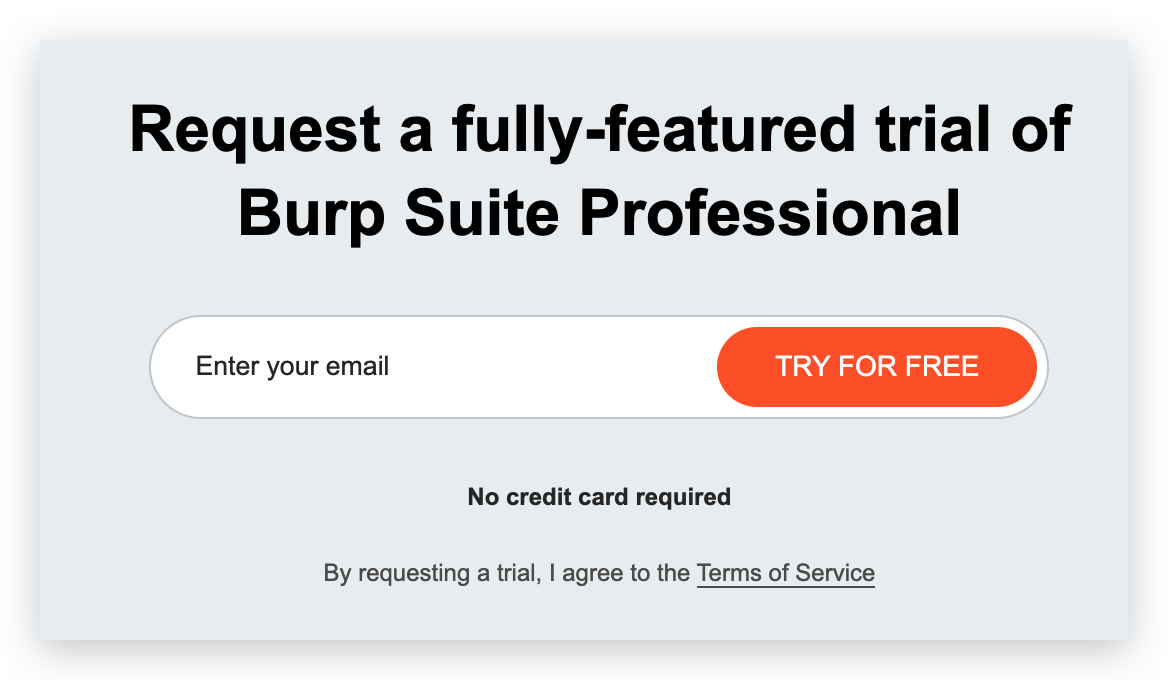 Request a fully-featured trial of
Burp Suite Professional
Enter your email TRY FOR FREE
No credit card required
By requesting a trial, I agree to the Terms of Service